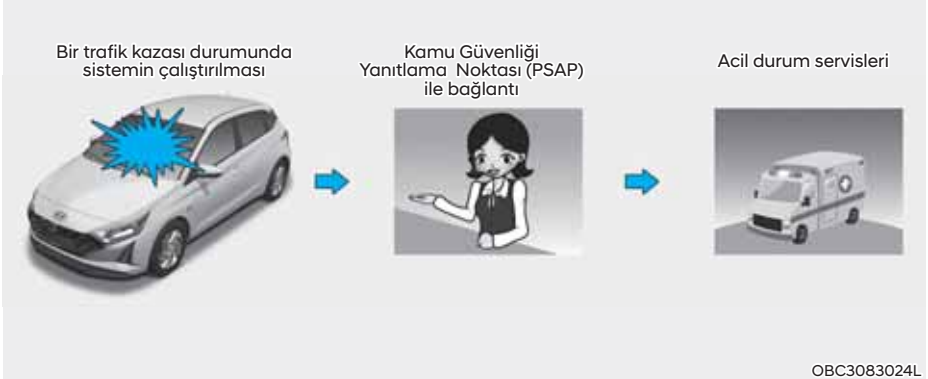 Bir trafik kazası durumunda
sistemin çalıştırılması
Kamu Güvenliği
Yanıtlama Noktası (PSAP)
ile bağlantı
Acil durum servisleri
OBC3083024L